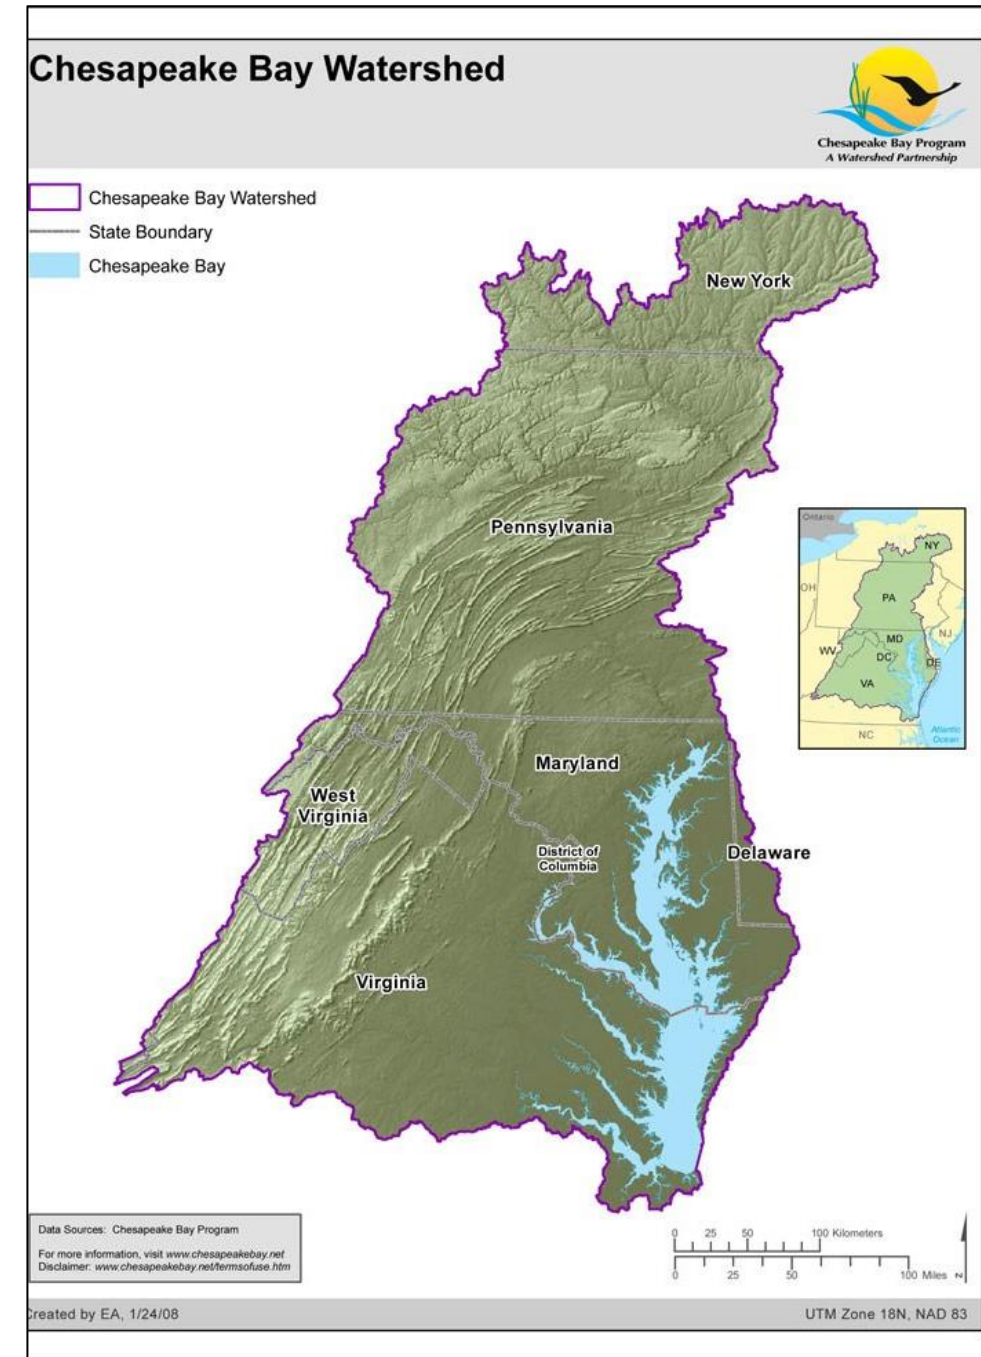 Chesapeake Bay Watershed
Chesapeake Bay Program
A Watershed Partnership
Chesapeake Bay Watershed
State Boundary
Chesapeake Bay
New York
Pennsylvania
Maryland
West
Virginia
District of
Columbia
Delaware
Virginia
Ontario
NY
OH
PA
NJ
MD
WV
DC
DE
VA
NC
Atlantic
Ocean
Data Sources: Chesapeake Bay Program
For more information, visit www.chesapeakebay.net
Disclaimer: www.chesapeakebay.net/termsofuse.htm
0 25 50 100 Kilometers
0 25 50 100 Miles
N
Created by EA, 1/24/08
UTM Zone 18N, NAD 83